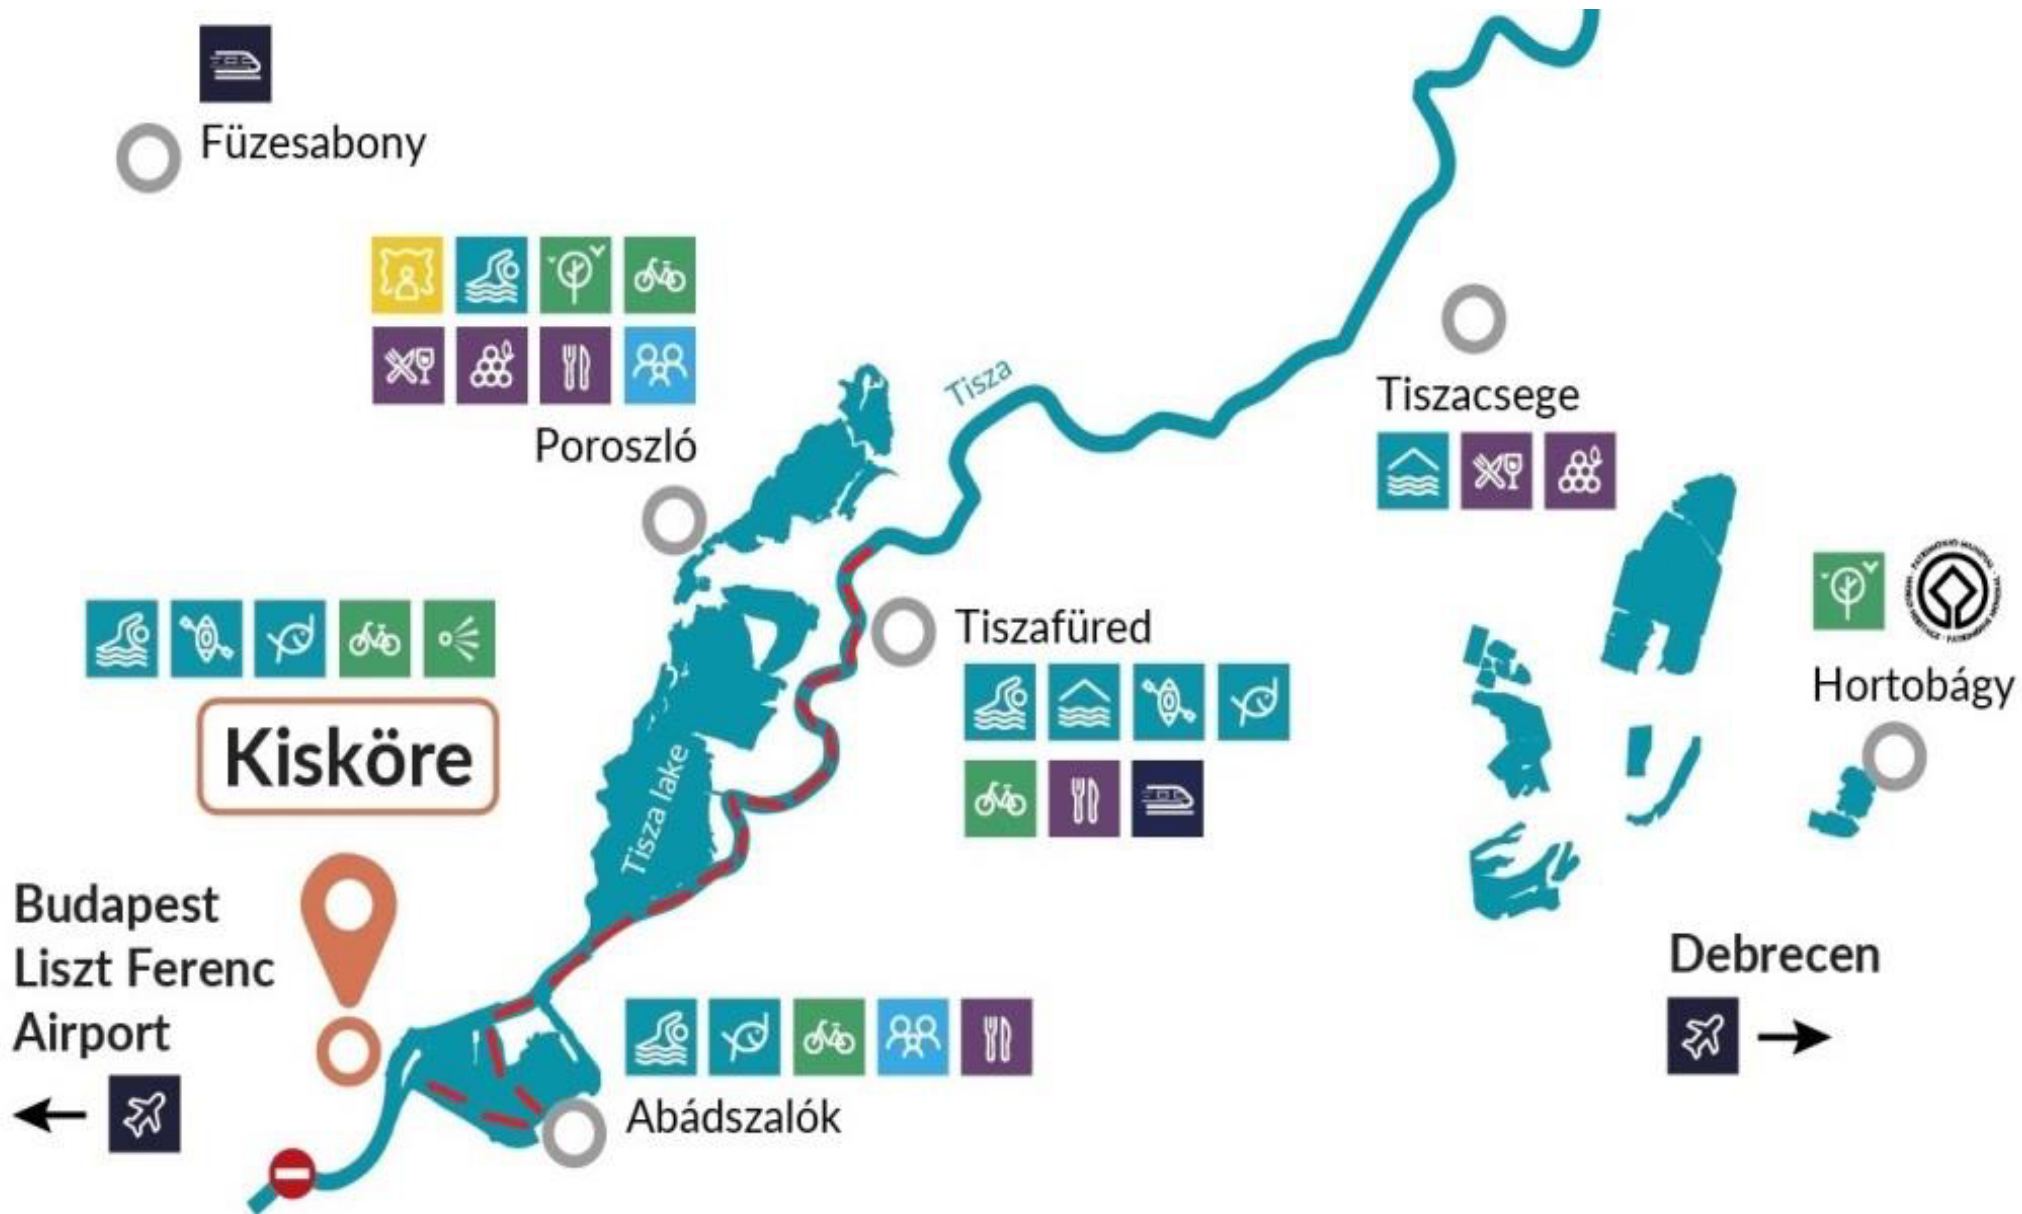 Füzesabony
Tisza
Poroszló
Tiszacsege
Tiszafüred
Hortobágy
Kisköre
Tisza lake
Budapest
Liszt Ferenc
Airport
Debrecen
Abádszalók